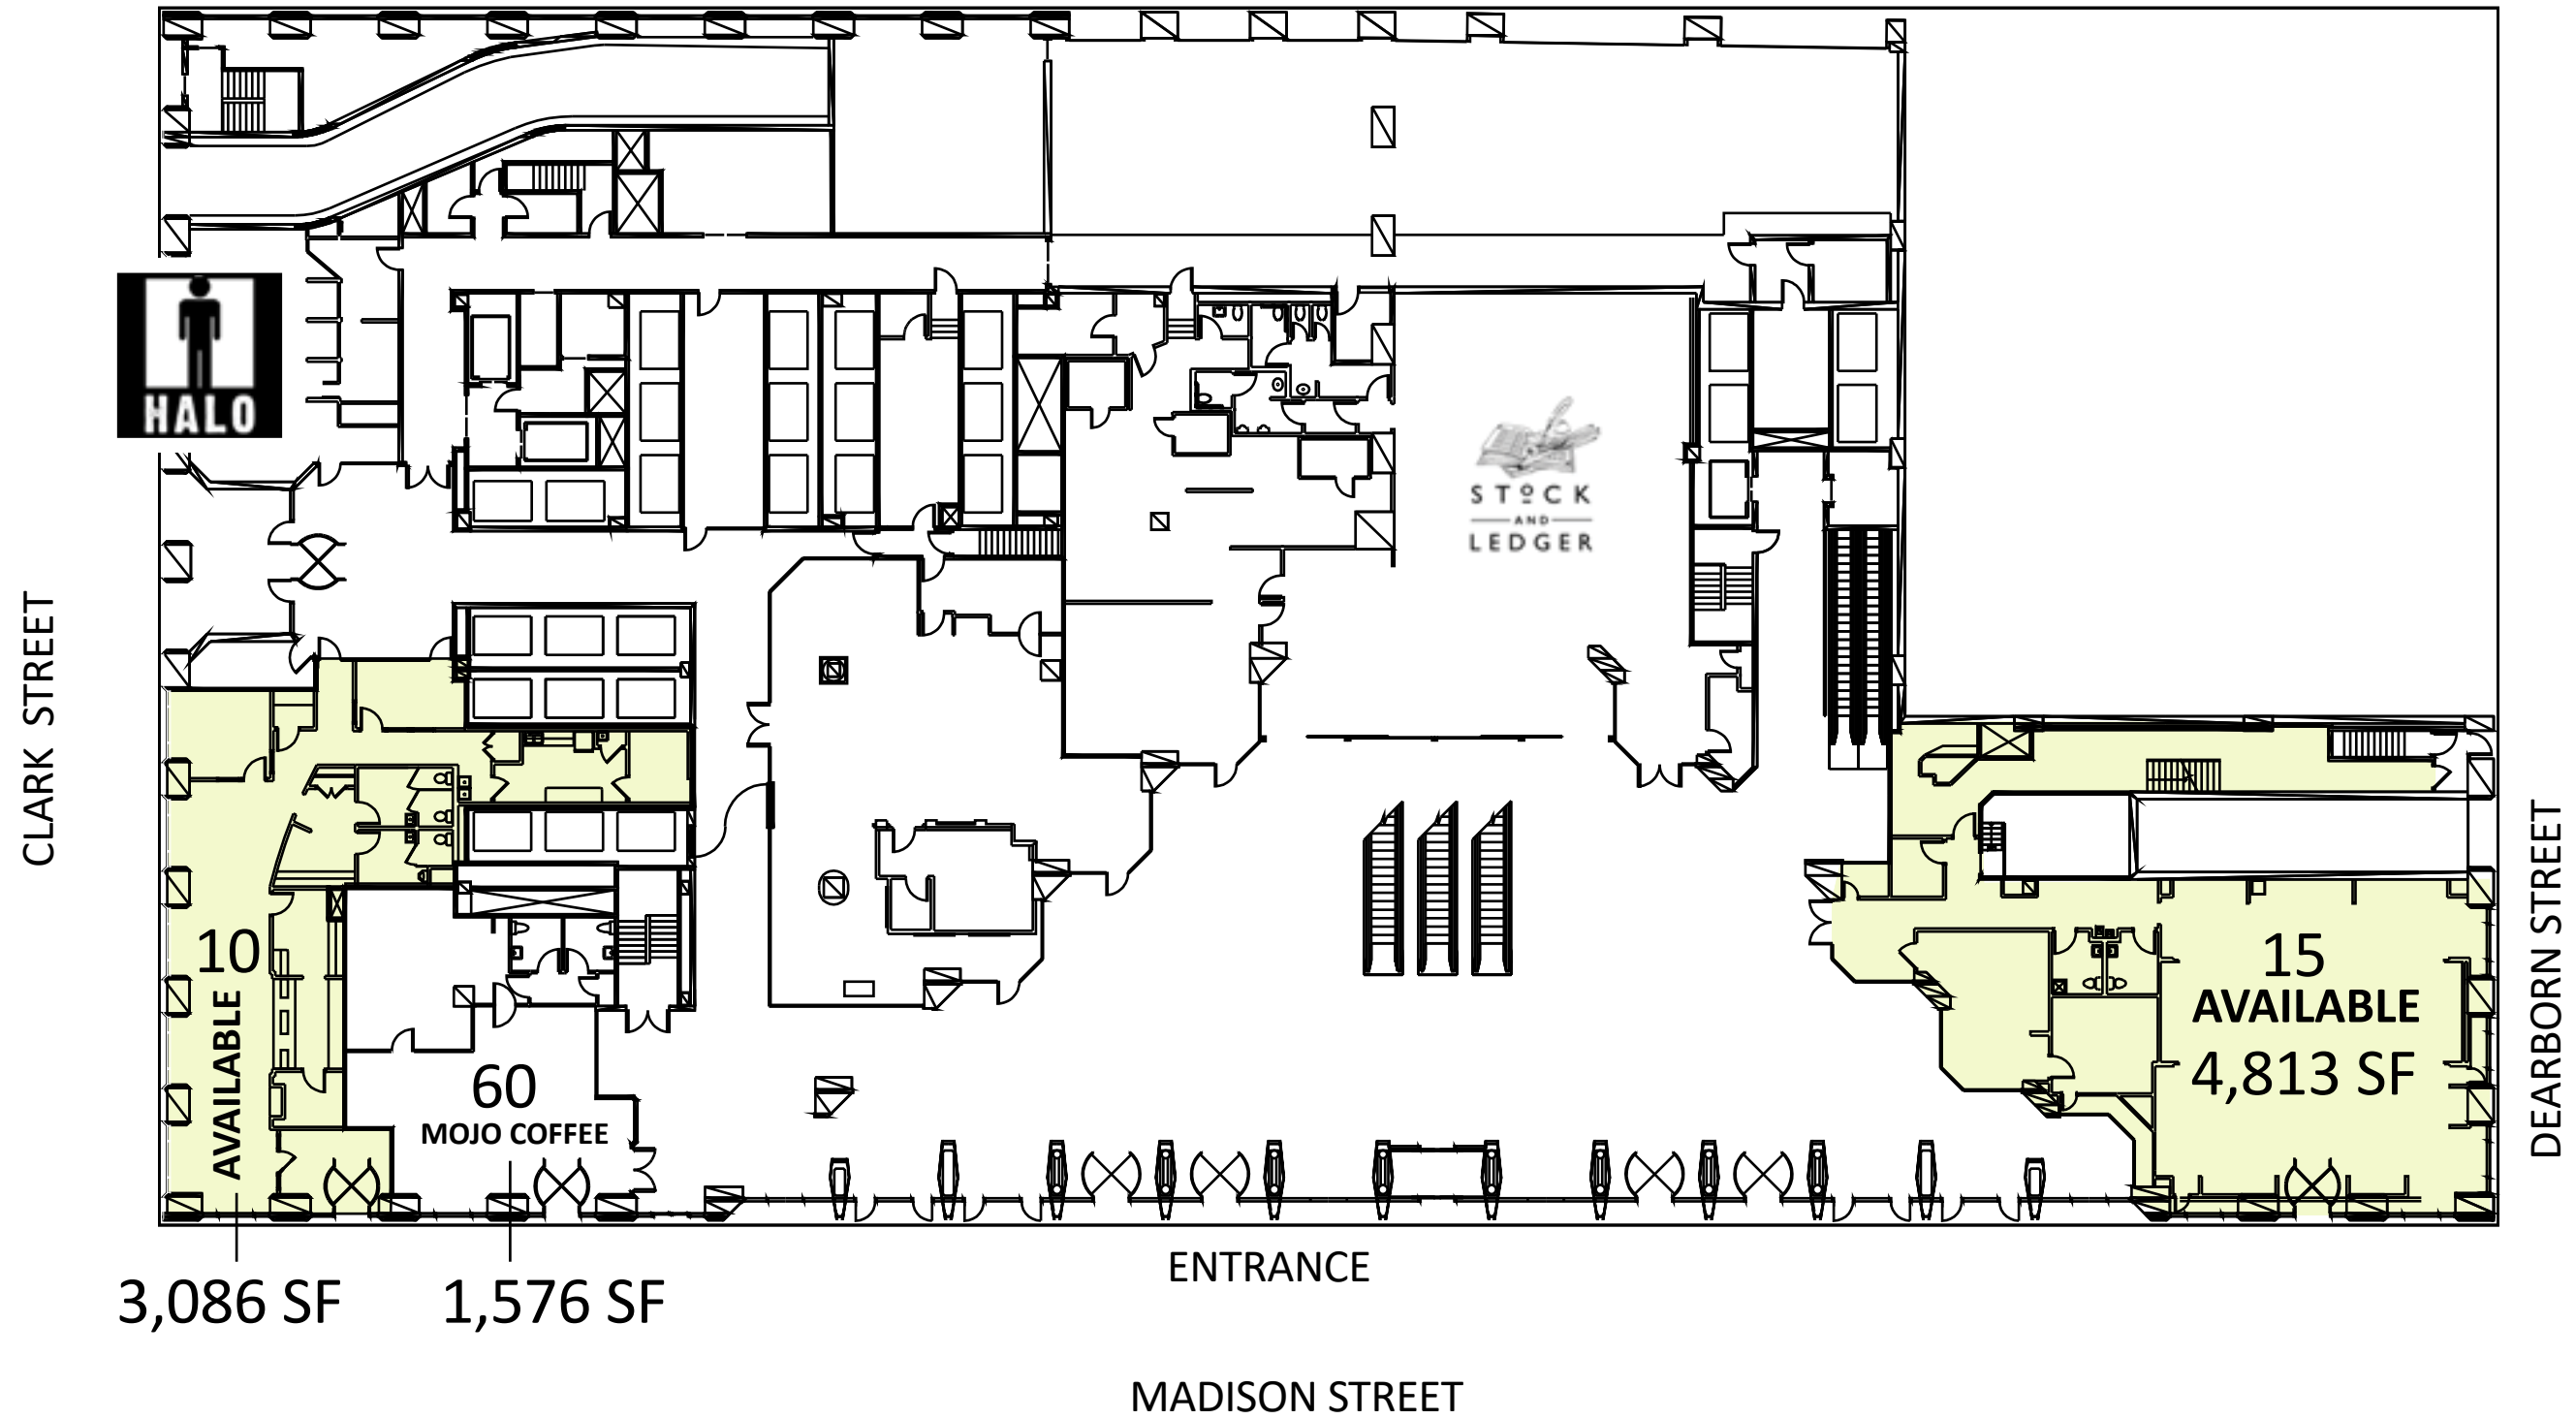 HALO
STOCK
AND
LEDGER
CLARK STREET
10
AVAILABLE
60
MOJO COFFEE
15
AVAILABLE
4,813 SF
DEARBORN STREET
ENTRANCE
3,086 SF
1,576 SF
MADISON STREET